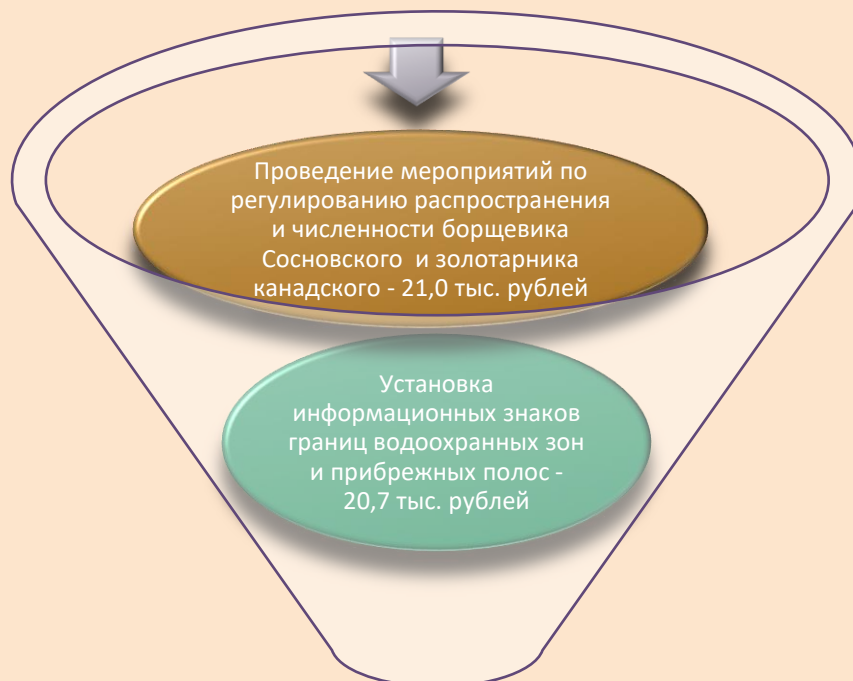 Проведение мероприятий по
регулированию распространения
и численности борщевика
Сосновского  и золотарника
канадского - 21,0 тыс. рублей
Установка
информационных знаков
границ водоохранных зон
и прибрежных полос -
20,7 тыс. рублей